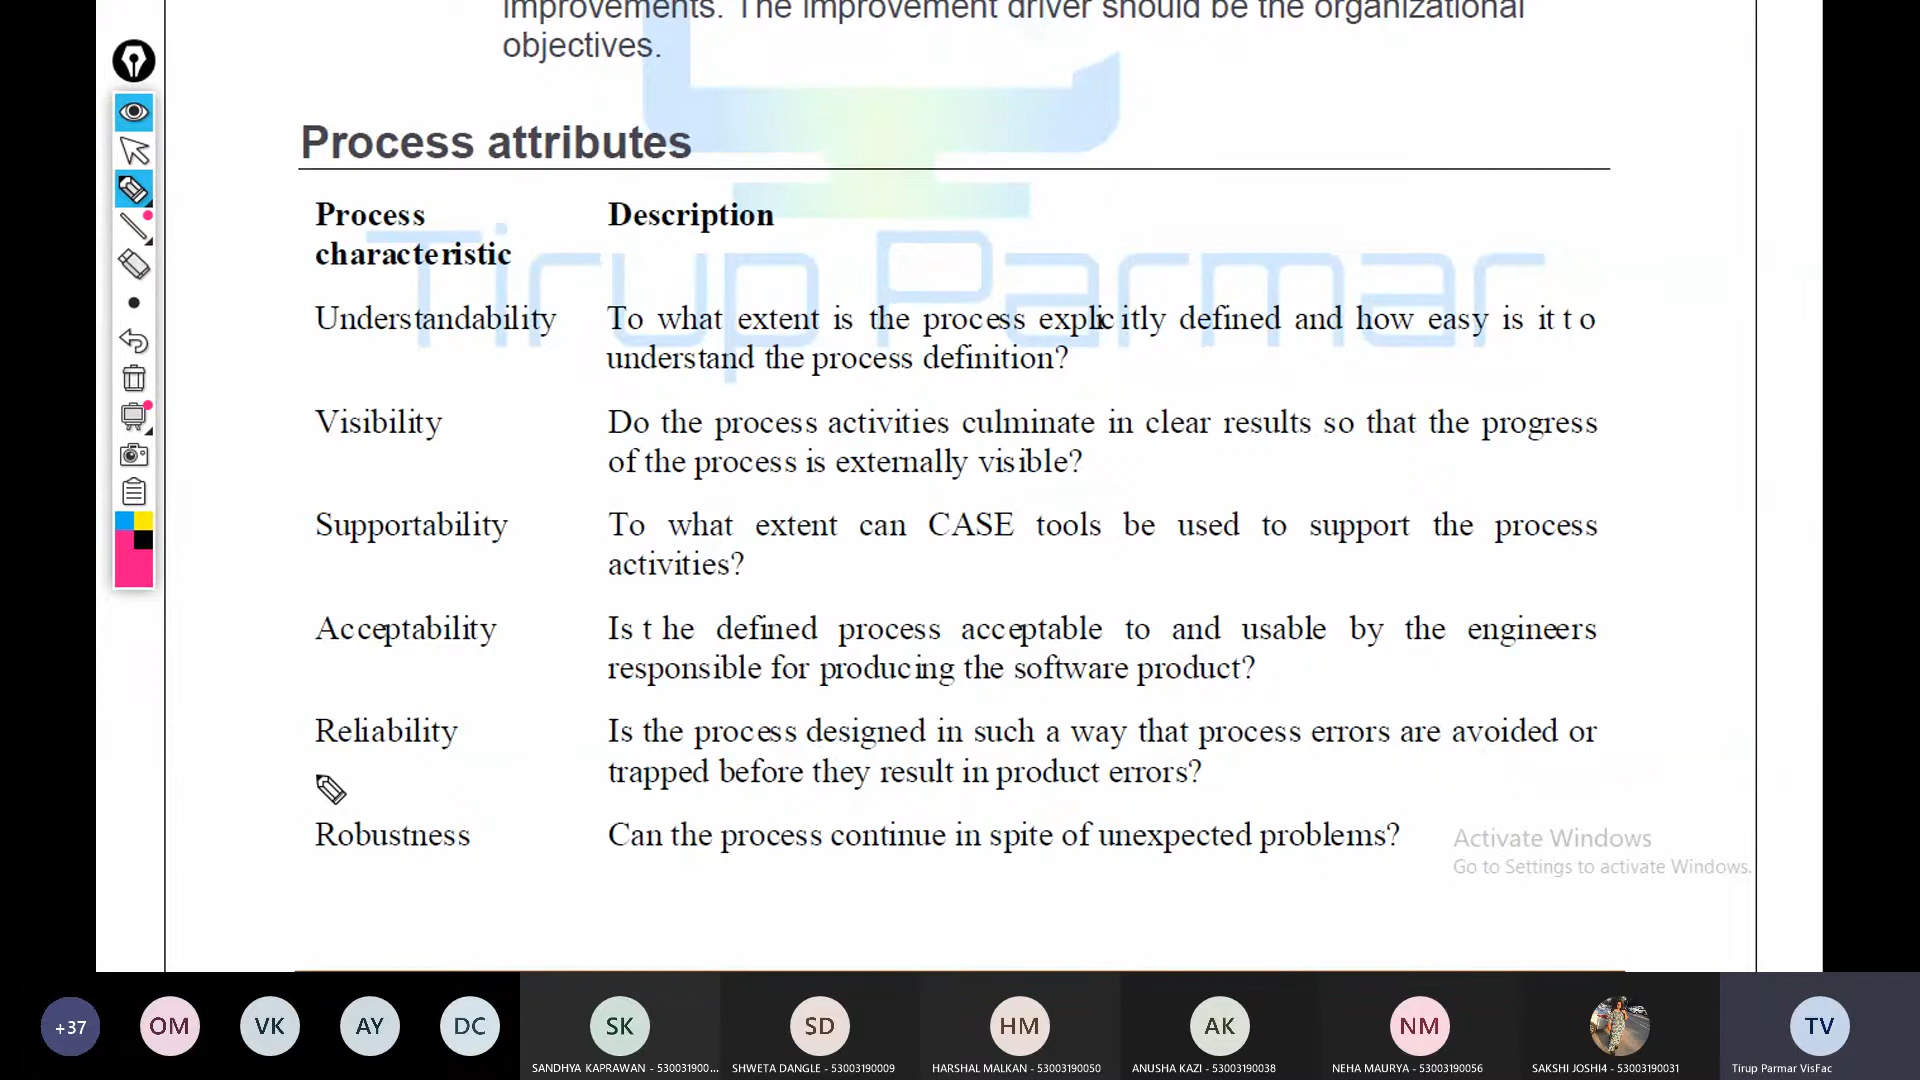 improvements. The improvement driver should be the organizational
objectives.
Process attributes
Process
characteristic
Description
Tirup Parmar
Understandability
To what extent is the process explicitly defined and how easy is it t o
understand the process definition?
Visibility
Do the process activities culminate in clear results so that the progress
of the process is externally visible?
Supportability
To what extent can CASE tools be used to support the process
activities?
Acceptability
Is t he defined process acceptable to and usable by the engineers
responsible for producing the software product?
Reliability
Is the process designed in such a way that process errors are avoided or
trapped before they result in product errors?
Robustness
Can the process continue in spite of unexpected problems?
Activate Windows
Go to Settings to activate Windows.
+37
OM
VK
AY
DC
SK
SD
HM
AK
NM
TV
SANDHYA KAPRAWAN - 530031900...
SHWETA DANGLE - 53003190009
HARSHAL MALKAN - 53003190050
ANUSHA KAZI - 53003190038
NEHA MAURYA - 53003190056
SAKSHI JOSHI4 - 53003190031
Tirup Parmar VisFac